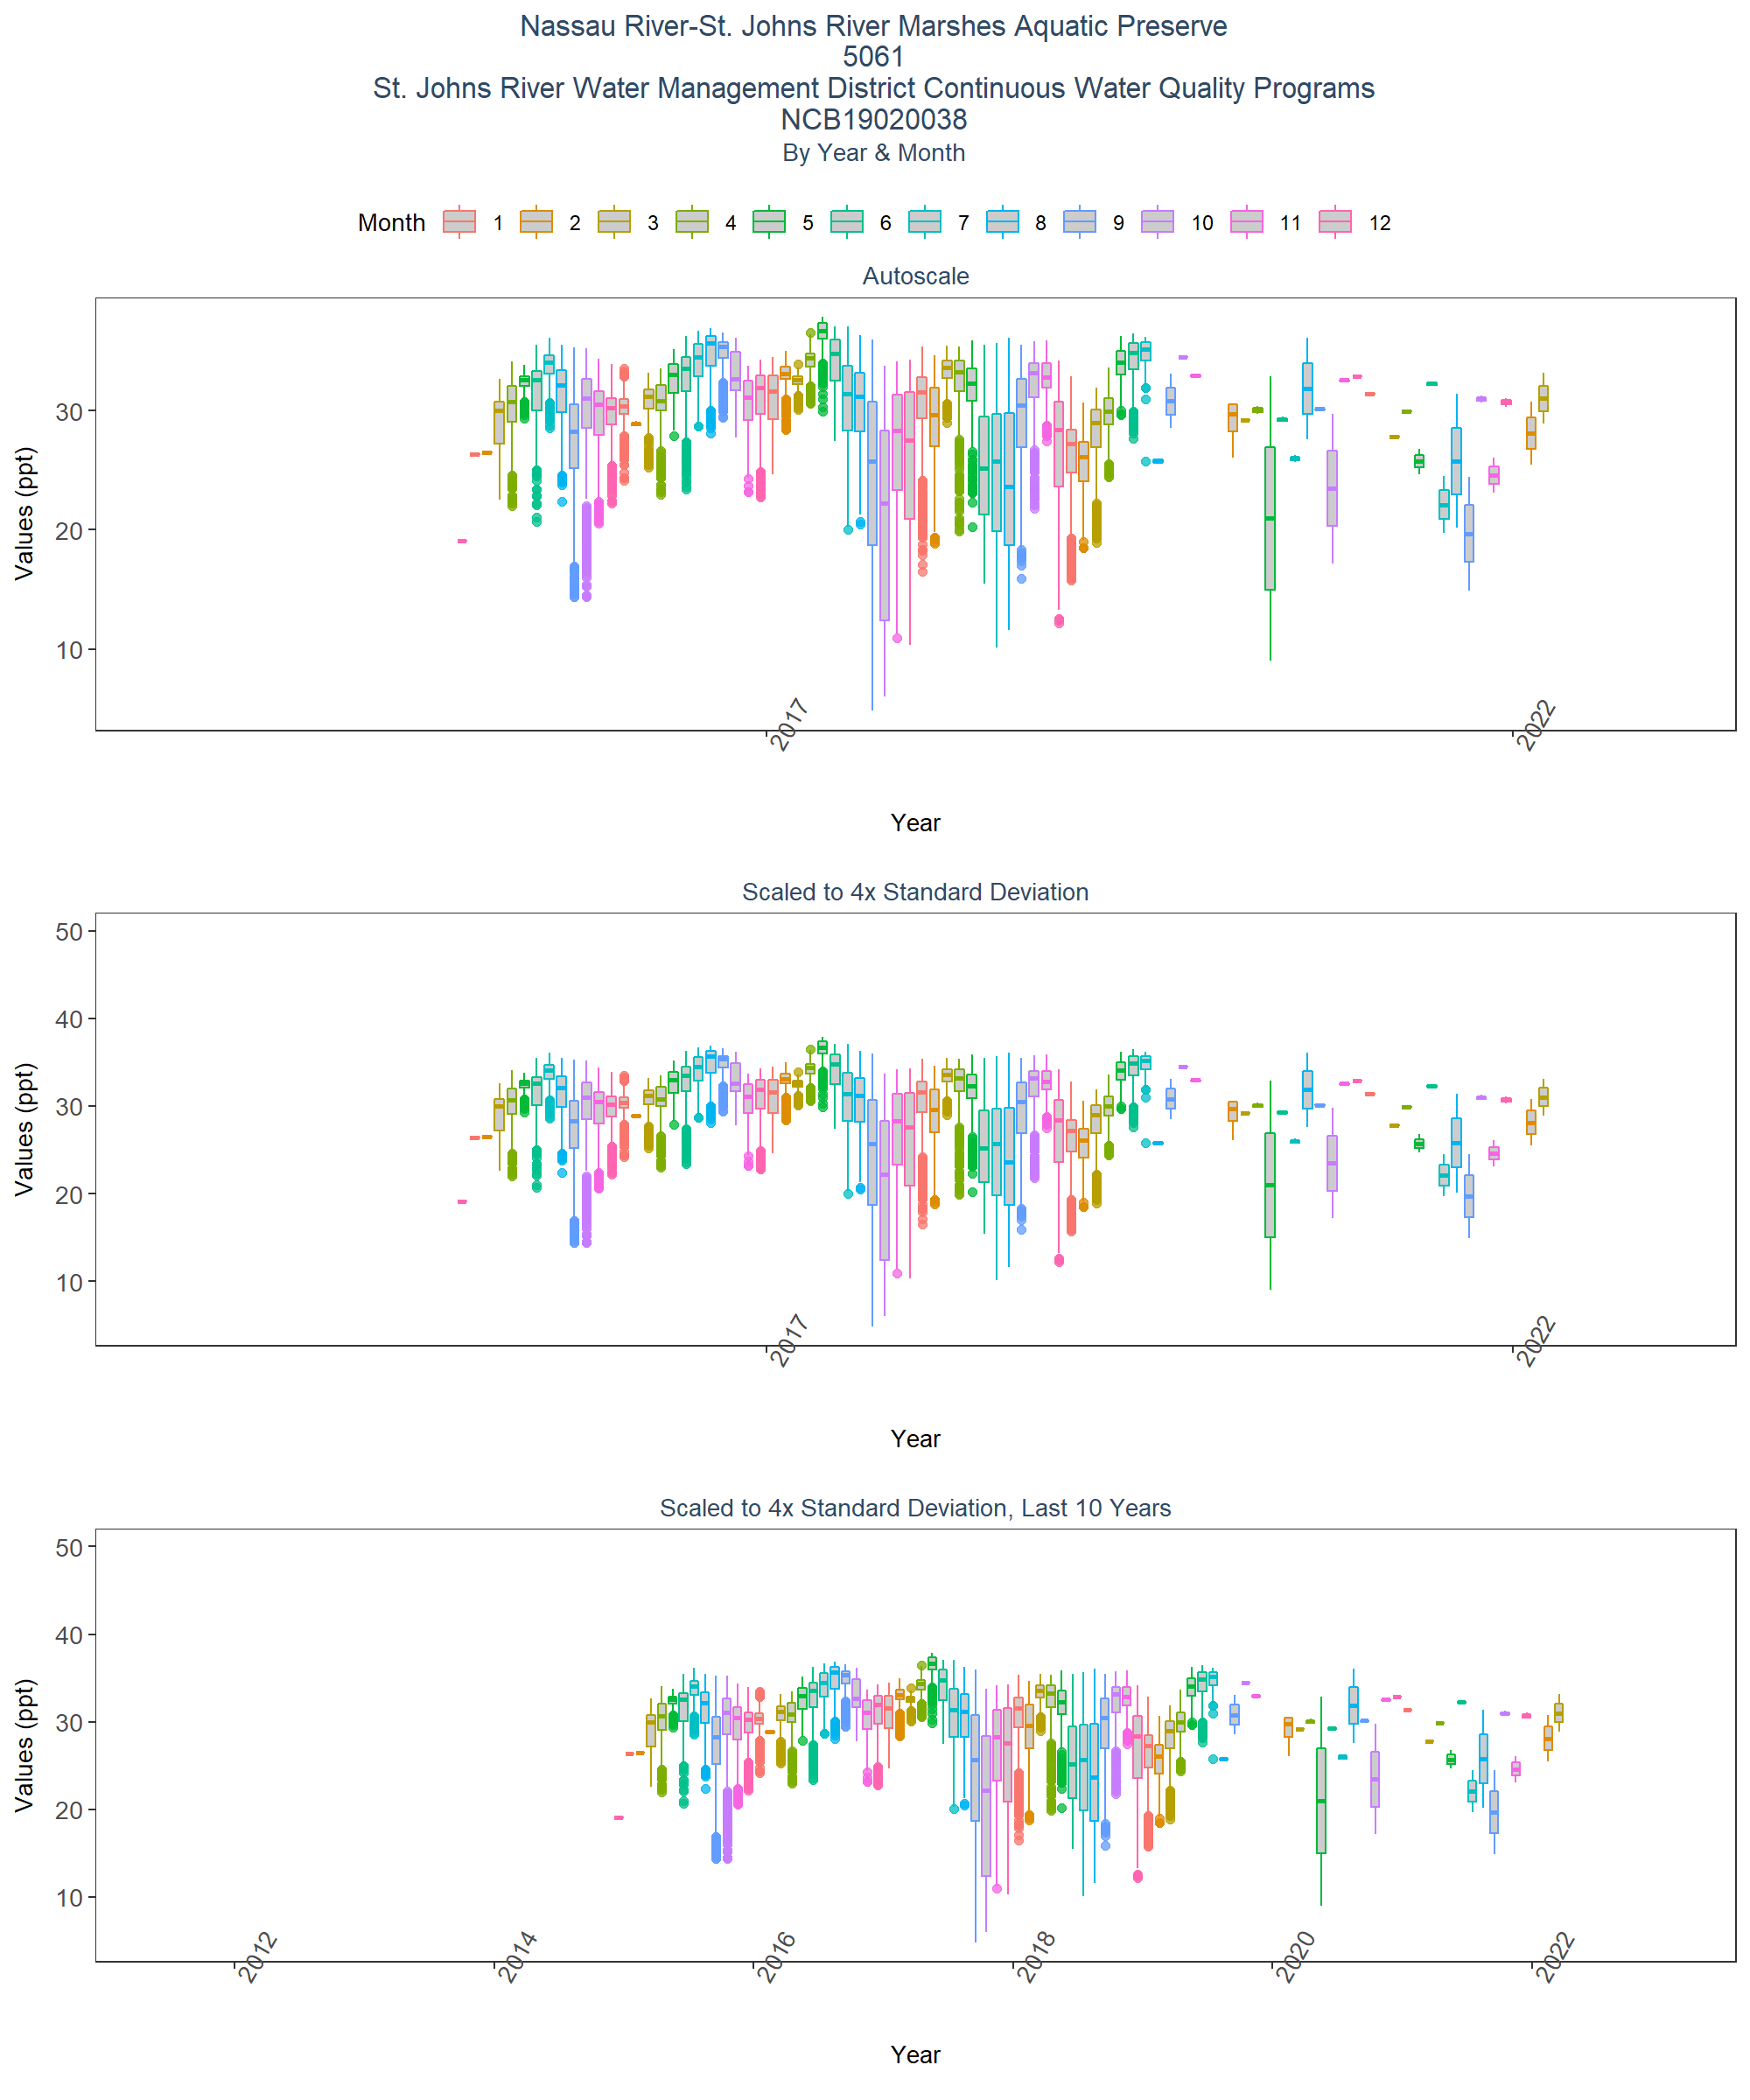 Nassau River-St. Johns River Marshes Aquatic Preserve
5061
St. Johns River Water Management District Continuous Water Quality Programs
NCB19020038
By Year & Month
Month 1 2 3 4 5 6 7 8 9 10 11 12
Autoscale
Values (ppt)
30
20
10
2017 2022
Year
Scaled to 4x Standard Deviation
Values (ppt)
50
40
30
20
10
2017 2022
Year
Scaled to 4x Standard Deviation, Last 10 Years
Values (ppt)
50
40
30
20
10
2012 2014 2016 2018 2020 2022
Year